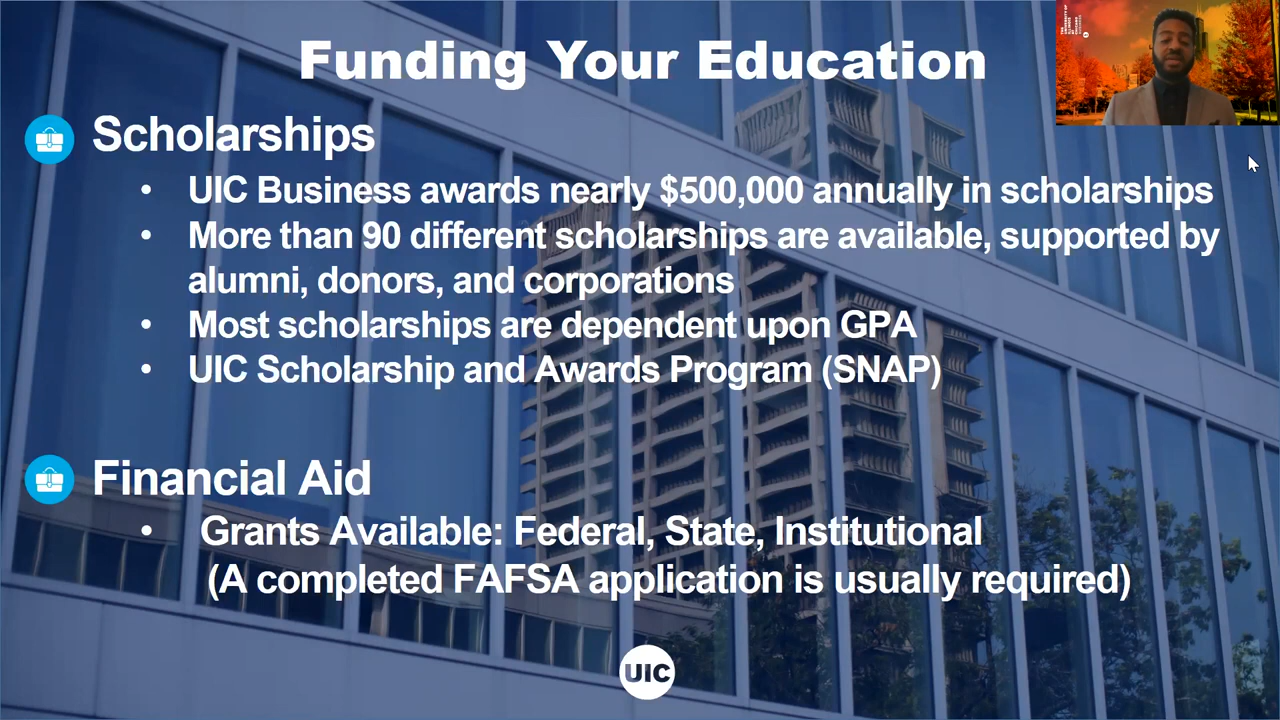 Funding Your Education
Scholarships
• UIC Business awards nearly $500,000 annually in scholarships
• More than 90 different scholarships are available, supported by
alumni, donors, and corporations
• Most scholarships are dependent upon GPA
• UIC Scholarship and Awards Program (SNAP)
Financial Aid
• Grants Available: Federal, State, Institutional
(A completed FAFSA application is usually required)
UIC